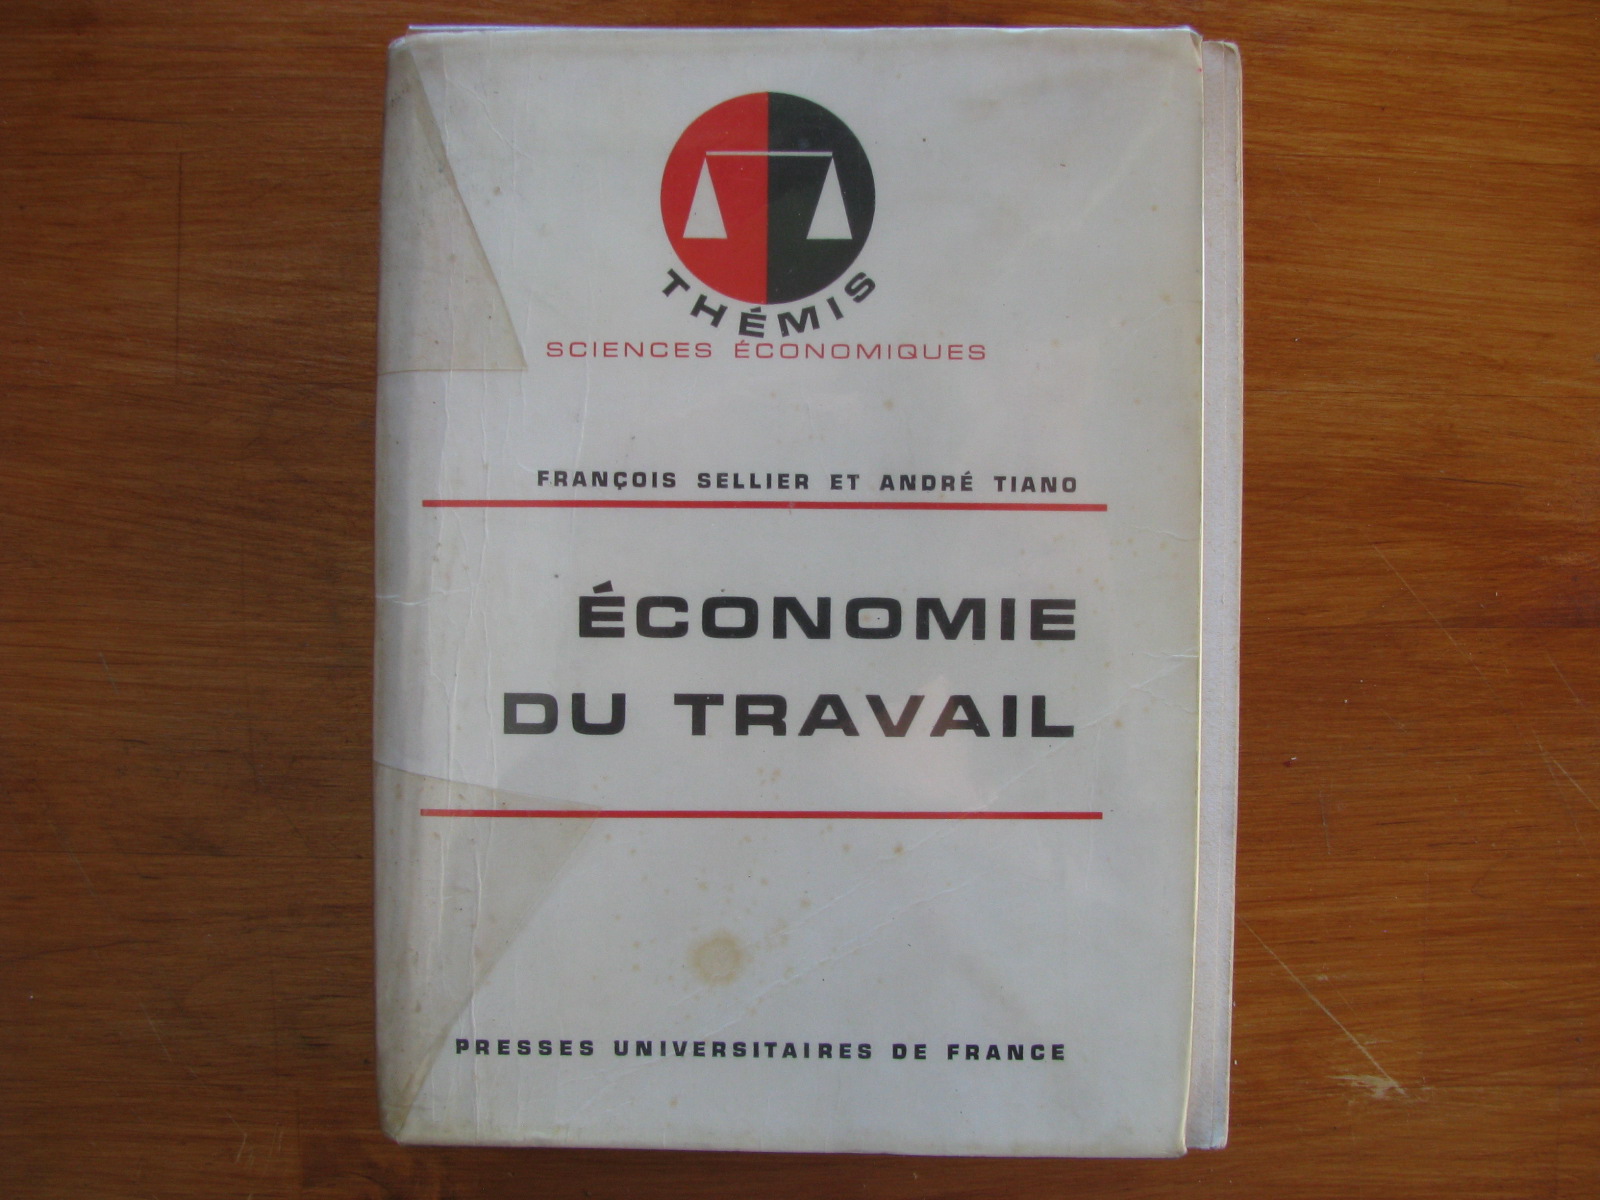 THÉMIS
SCIENCES ÉCONOMIQUES
FRANÇOIS SELLIER ET ANDRÉ TIANO
ÉCONOMIE
DU TRAVAIL
PRESSES UNIVERSITAIRES DE FRANCE